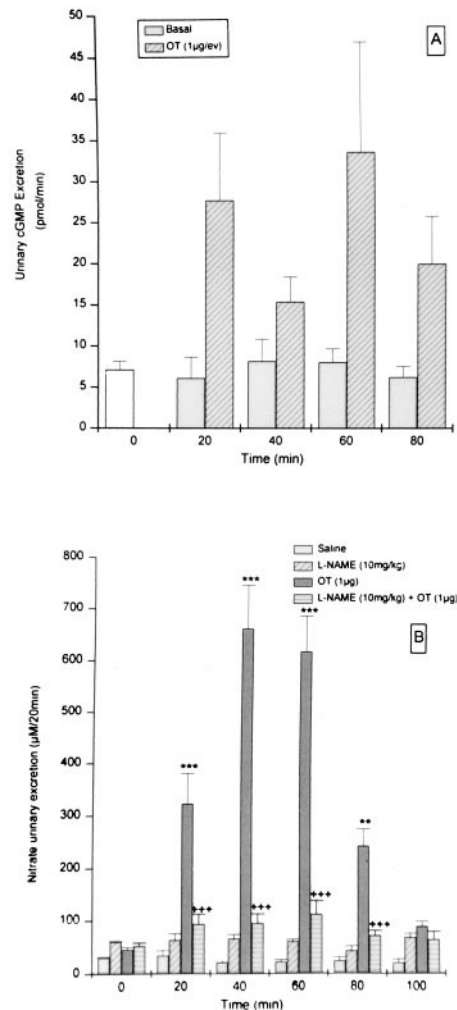 A
Basal
OT (1µg/ev)
Urinary cGMP Excretion
(pmol/min)
50
45
40
35
30
25
20
15
10
5
0
0 20 40 60 80
Time (min)
Saline
L-NAME (10mg/kg)
OT (1µg)
L-NAME (10mg/kg) + OT (1µg)
B
Nitrate urinary excretion (µM/20min)
800
700
600
500
400
300
200
100
0
*** *** *** **
+++ +++ +++ +++
0 20 40 60 80 100
Time (min)